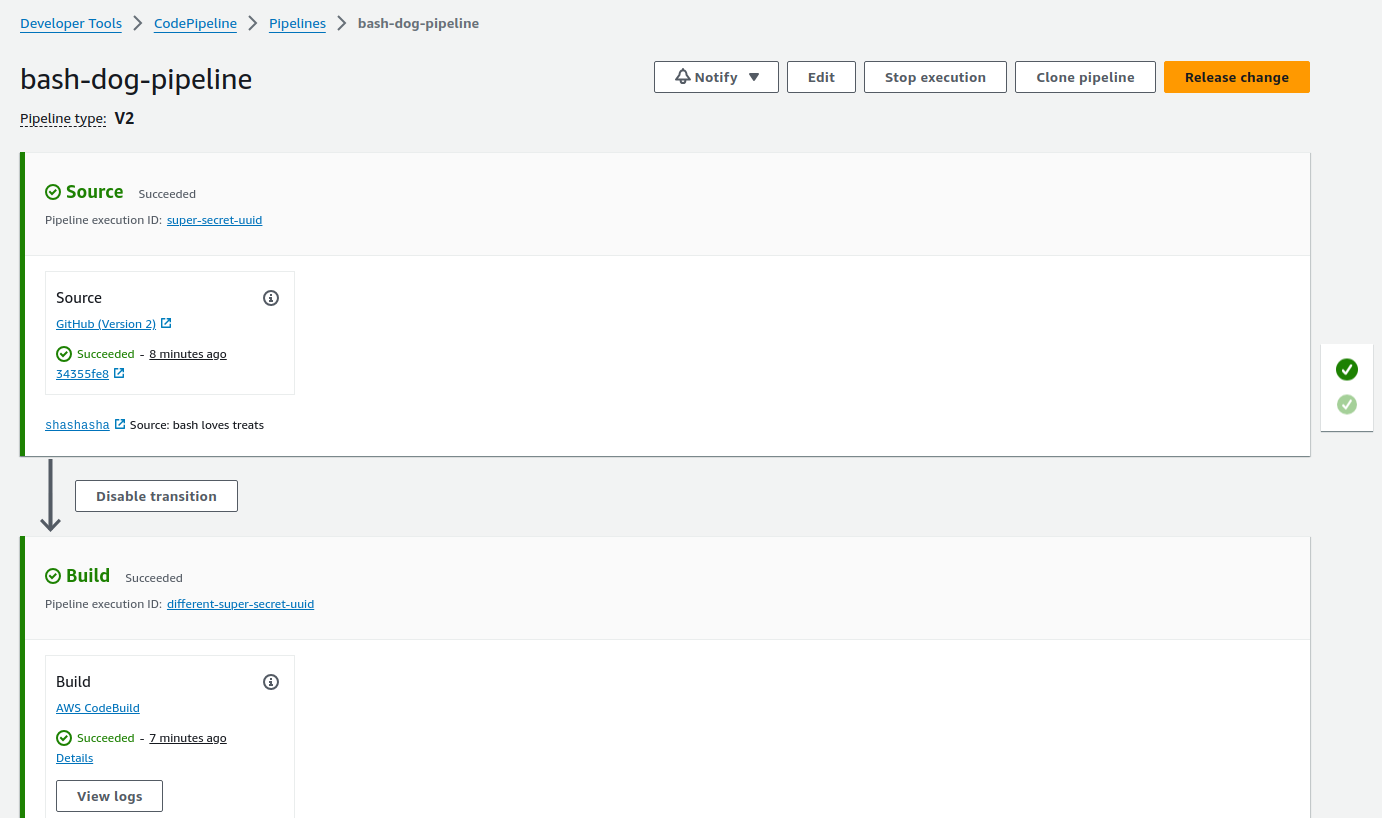 Developer Tools CodePipeline Pipelines bash-dog-pipeline
bash-dog-pipeline
Notify Edit Stop execution Clone pipeline Release change
Pipeline type: V2
Source Succeeded
Pipeline execution ID: super-secret-uuid
Source
GitHub (Version 2)
Succeeded - 8 minutes ago
34355fe8
shashasha Source: bash loves treats
Disable transition
Build Succeeded
Pipeline execution ID: different-super-secret-uuid
Build
AWS CodeBuild
Succeeded - 7 minutes ago
Details
View logs